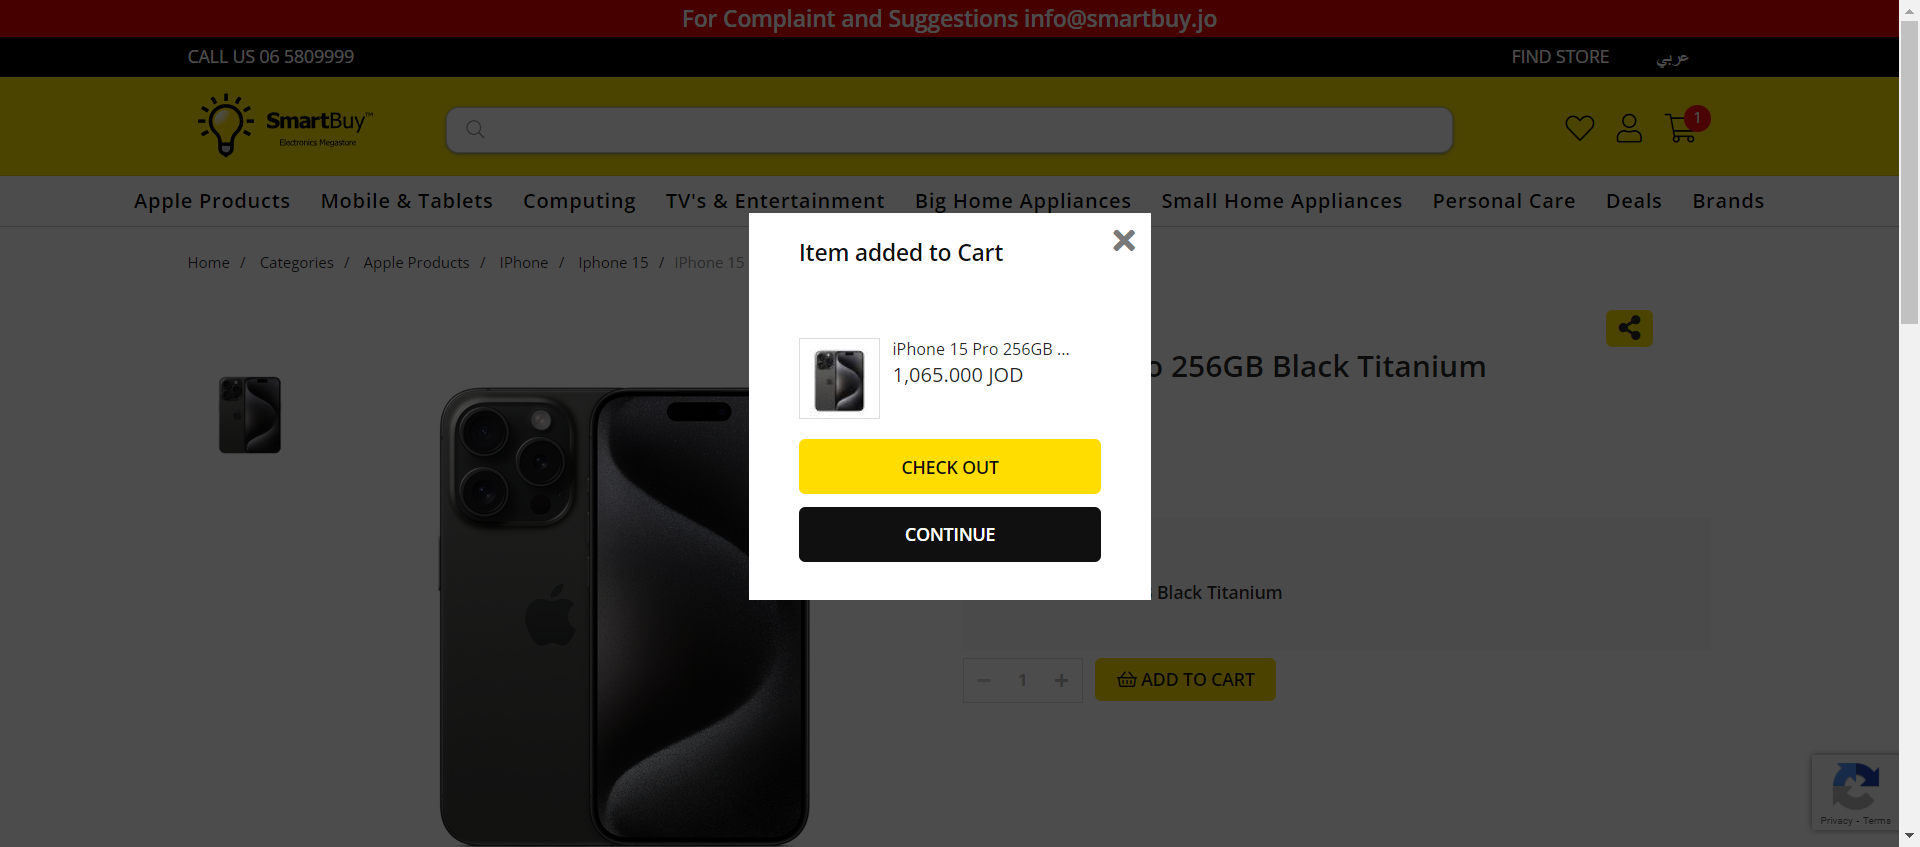 For Complaint and Suggestions info@smartbuy.jo
CALL US 06 5809999
FIND STORE
عربي
SmartBuy™
Electronics Megastore
1
Apple Products
Mobile & Tablets
Computing
TV's & Entertainment
Big Home Appliances
Small Home Appliances
Personal Care
Deals
Brands
Home / Categories / Apple Products / IPhone / Iphone 15 / IPhone 15
Item added to Cart
iPhone 15 Pro 256GB ...
1,065.000 JOD
CHECK OUT
CONTINUE
o 256GB Black Titanium
Black Titanium
1
ADD TO CART
Privacy - Terms